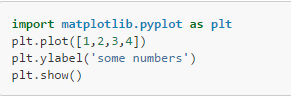 import matplotlib.pyplot as plt
plt.plot([1,2,3,4])
plt.ylabel('some numbers')
plt.show()